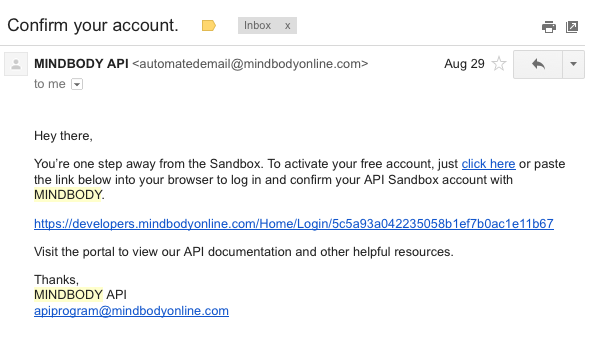 Confirm your account.
Inbox x
MINDBODY API <automatedemail@mindbodyonline.com>
Aug 29
to me
Hey there,
You’re one step away from the Sandbox. To activate your free account, just click here or paste
the link below into your browser to log in and confirm your API Sandbox account with
MINDBODY.
https://developers.mindbodyonline.com/Home/Login/5c5a93a042235058b1ef7b0ac1e11b67
Visit the portal to view our API documentation and other helpful resources.
Thanks,
MINDBODY API
apiprogram@mindbodyonline.com